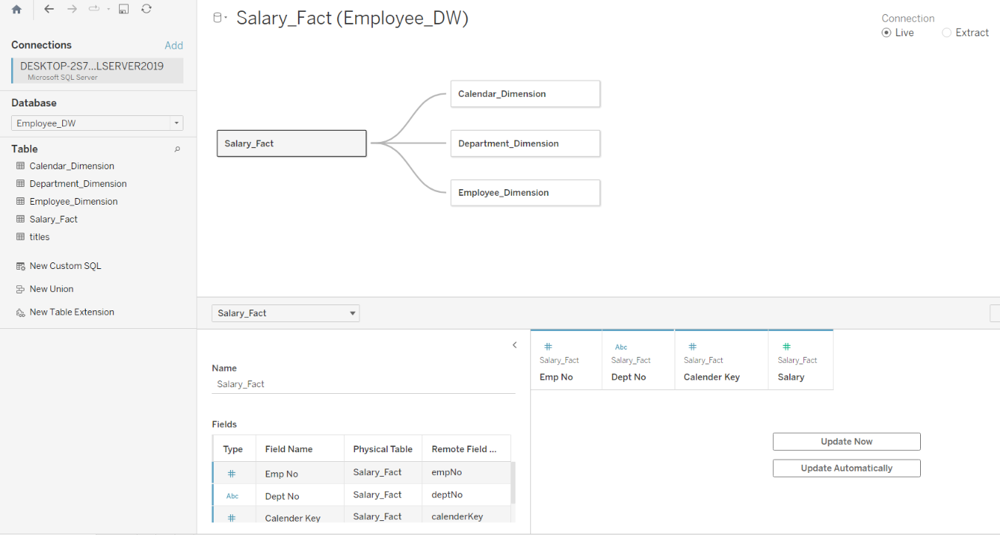 Salary_Fact (Employee_DW)
Connection
Live
Extract
Connections
Add
DESKTOP-2S7...LSERVER2019
Microsoft SQL Server
Database
Employee_DW
Table
Calendar_Dimension
Department_Dimension
Employee_Dimension
Salary_Fact
titles
New Custom SQL
New Union
New Table Extension
Salary_Fact
Calendar_Dimension
Department_Dimension
Employee_Dimension
Salary_Fact
Name
Salary_Fact
Fields
Type Field Name Physical Table Remote Field ...
# Emp No Salary_Fact empNo
Abc Dept No Salary_Fact deptNo
# Calender Key Salary_Fact calenderKey
# Abc # #
Salary_Fact Salary_Fact Salary_Fact Salary_Fact
Emp No Dept No Calender Key Salary
Update Now
Update Automatically